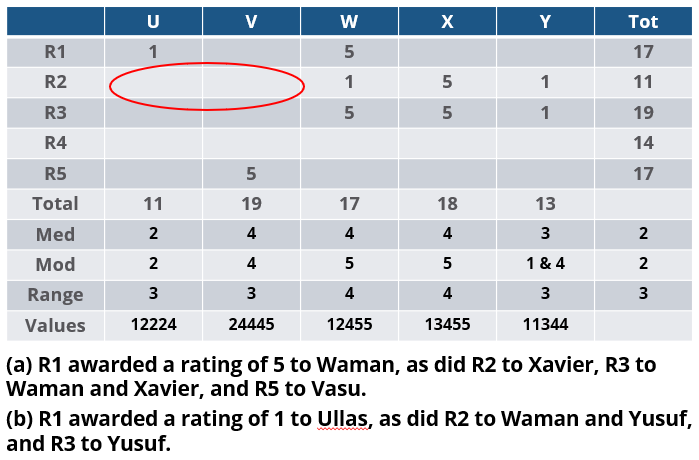 U V W X Y Tot
R1 1 5 17
R2 1 5 1 11
R3 5 5 1 19
R4 14
R5 5 17
Total 11 19 17 18 13
Med 2 4 4 4 3 2
Mod 2 4 5 5 1 & 4 2
Range 3 3 4 4 3 3
Values 12224 24445 12455 13455 11344
(a) R1 awarded a rating of 5 to Waman, as did R2 to Xavier, R3 to
Waman and Xavier, and R5 to Vasu.
(b) R1 awarded a rating of 1 to Ullas, as did R2 to Waman and Yusuf,
and R3 to Yusuf.